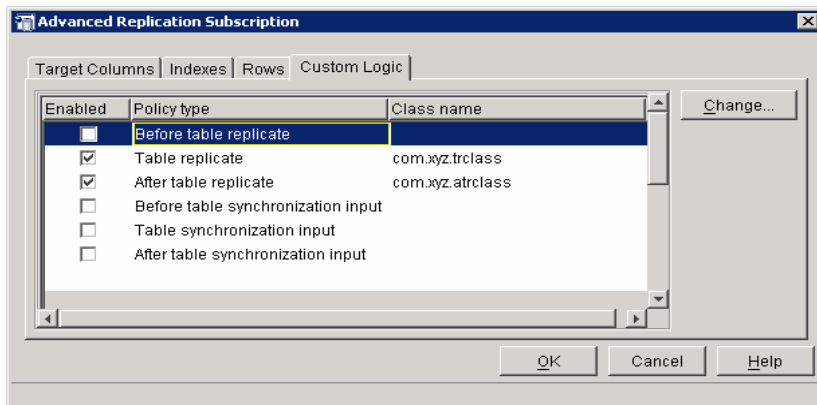 Advanced Replication Subscription
Target Columns Indexes Rows Custom Logic
Enabled Policy type Class name Change...
Before table replicate
Table replicate com.xyz.trclass
After table replicate com.xyz.atrclass
Before table synchronization input
Table synchronization input
After table synchronization input
OK Cancel Help